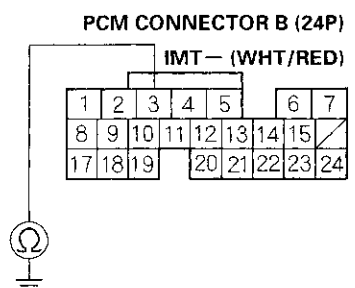 PCM CONNECTOR B (24P)
IMT— (WHT/RED)
1 2 3 4 5 6 7
8 9 10 11 12 13 14 15
17 18 19 20 21 22 23 24
Ω